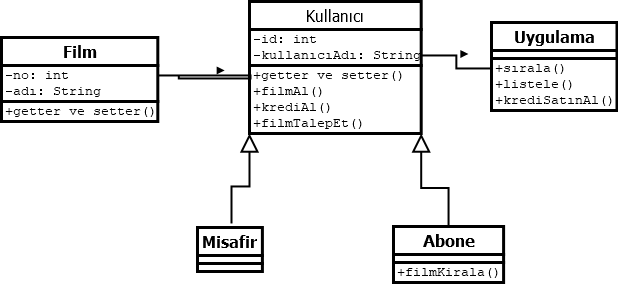 Film
-no: int
-adı: String
+getter ve setter()
Kullanıcı
-id: int
-kullanıcıAdı: String
+getter ve setter()
+filmAl()
+krediAl()
+filmTalepEt()
Uygulama
+sırala()
+listele()
+krediSatınAl()
Misafir
Abone
+filmKirala()